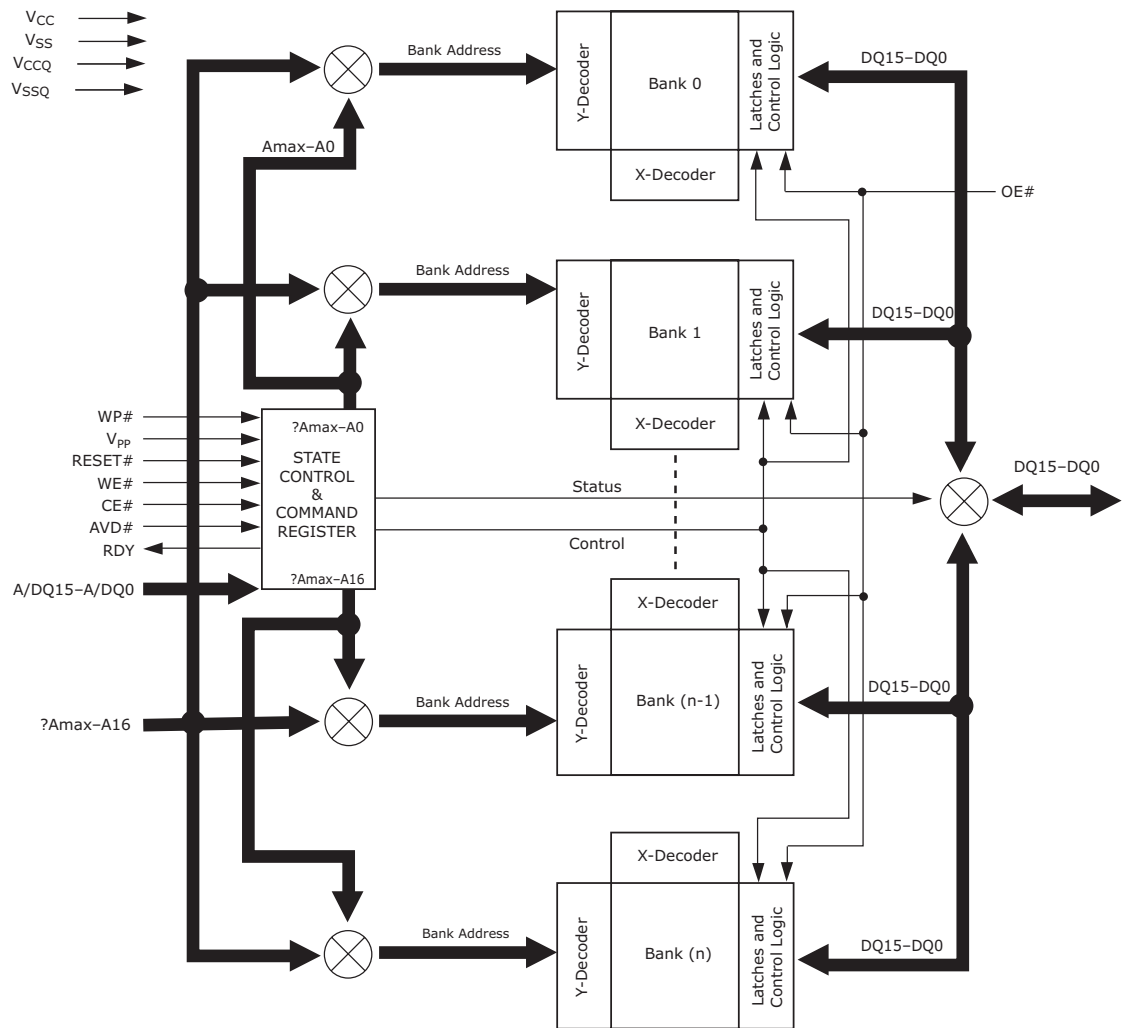 VCC
VSS
VCCQ
VSSQ
Bank Address
Y-Decoder
Bank 0
Latches and
Control Logic
DQ15–DQ0
Amax–A0
X-Decoder
OE#
Bank Address
Y-Decoder
Bank 1
Latches and
Control Logic
DQ15–DQ0
X-Decoder
WP#
VPP
RESET#
WE#
CE#
AVD#
RDY
A/DQ15–A/DQ0
?Amax–A0
STATE
CONTROL
&
COMMAND
REGISTER
?Amax–A16
Status
Control
DQ15–DQ0
X-Decoder
?Amax–A16
Bank Address
Y-Decoder
Bank (n-1)
Latches and
Control Logic
DQ15–DQ0
X-Decoder
Bank Address
Y-Decoder
Bank (n)
Latches and
Control Logic
DQ15–DQ0